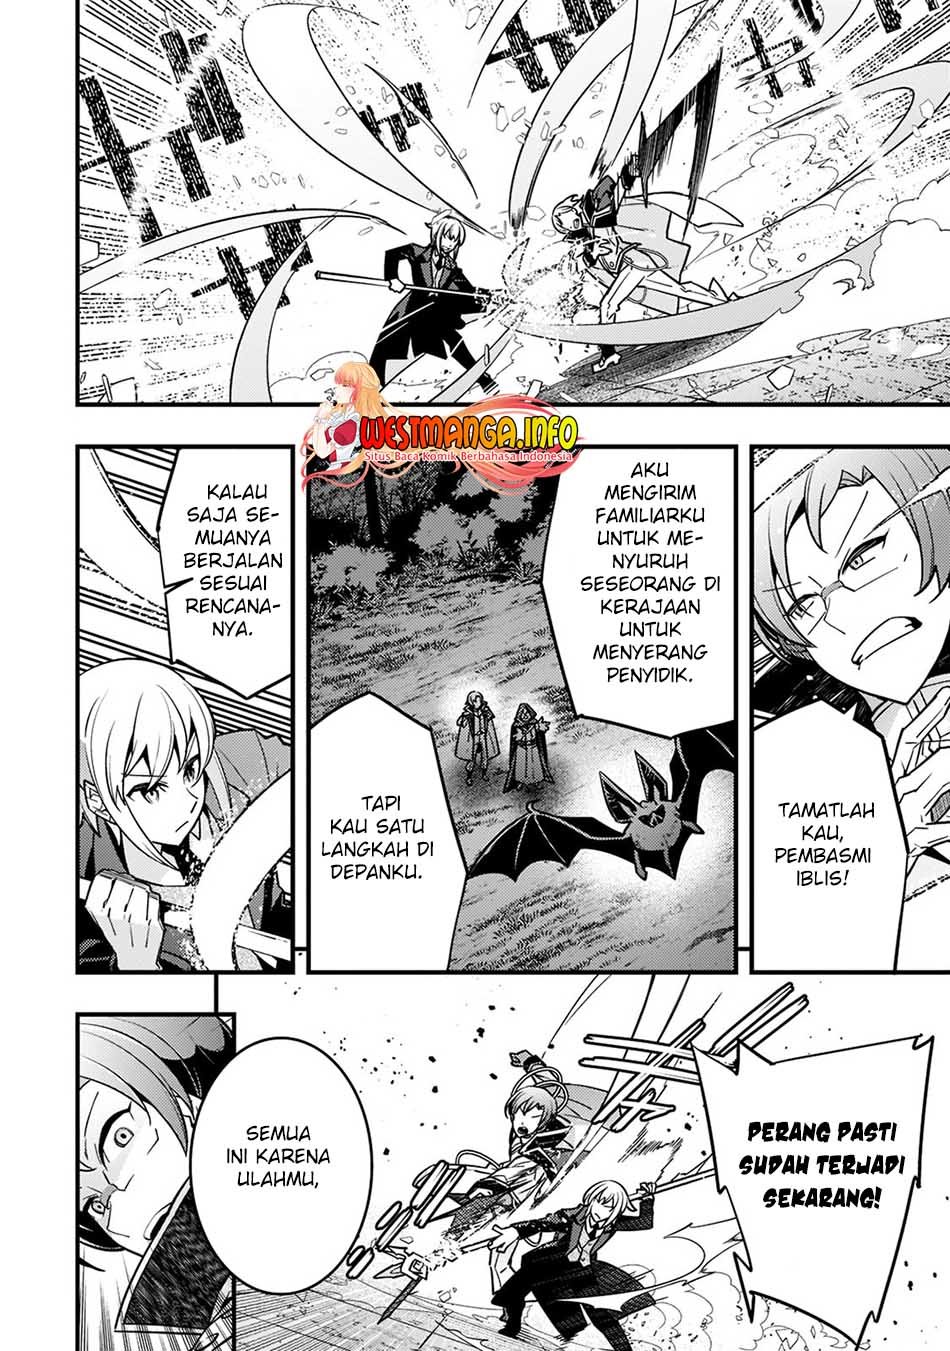 WESTMANGA.INFO
Situs Baca Komik Berbahasa Indonesia
TAMATLAH
KAU,
PEMBASMI
IBLIS!
AKU
MENGIRIM
FAMILIARKU
UNTUK ME-
NYURUH
SESEORANG DI
KERAJAAN
UNTUK
MENYERANG
PENYIDIK.
TAPI
KAU SATU
LANGKAH DI
DEPANKU.
KALAU
SAJA SE-
MUANYA
BERJALAN
SESUAI
RENCANA-
NYA.
PERANG PASTI
SUDAH TERJADI
SEKARANG!
SEMUA
INI KARENA
ULAHMU,